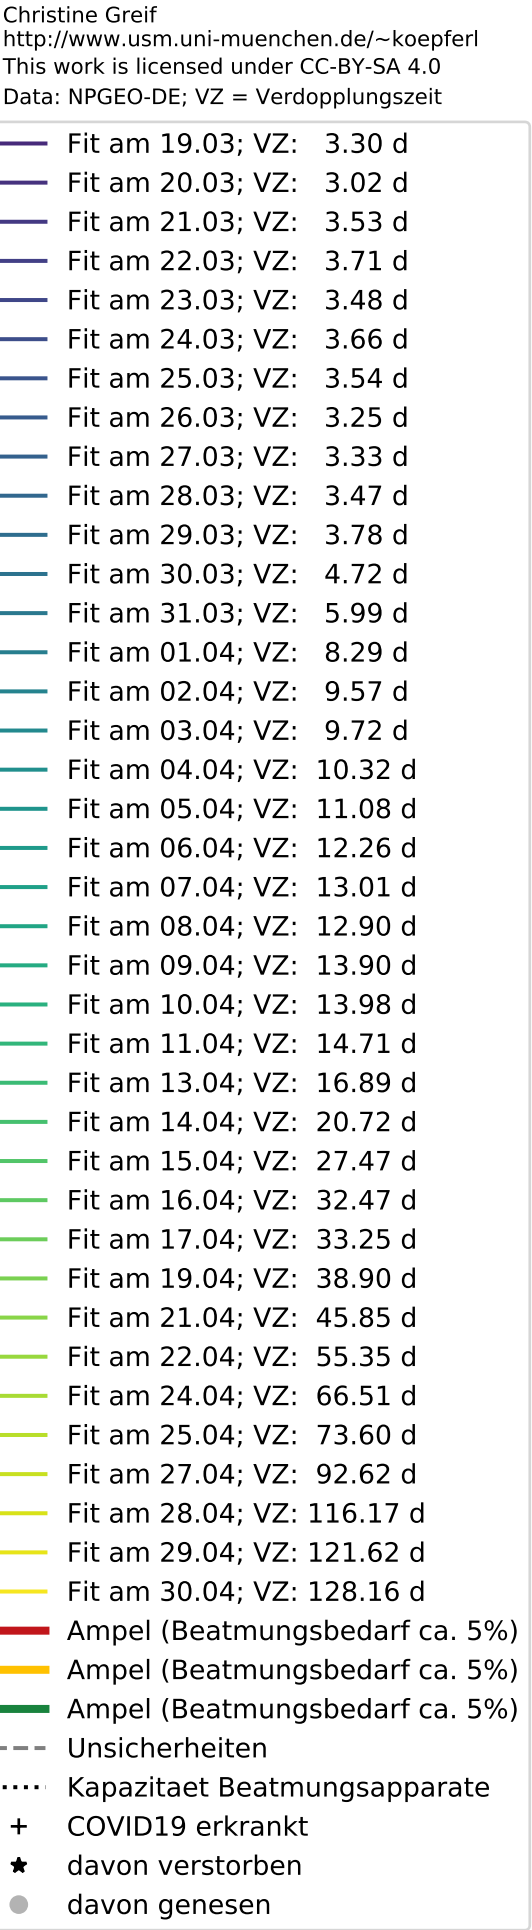 Christine Greif
http://www.usm.uni-muenchen.de/~koepferl
This work is licensed under CC-BY-SA 4.0
Data: NPGEO-DE; VZ = Verdopplungszeit
Fit am 19.03; VZ: 3.30 d
Fit am 20.03; VZ: 3.02 d
Fit am 21.03; VZ: 3.53 d
Fit am 22.03; VZ: 3.71 d
Fit am 23.03; VZ: 3.48 d
Fit am 24.03; VZ: 3.66 d
Fit am 25.03; VZ: 3.54 d
Fit am 26.03; VZ: 3.25 d
Fit am 27.03; VZ: 3.33 d
Fit am 28.03; VZ: 3.47 d
Fit am 29.03; VZ: 3.78 d
Fit am 30.03; VZ: 4.72 d
Fit am 31.03; VZ: 5.99 d
Fit am 01.04; VZ: 8.29 d
Fit am 02.04; VZ: 9.57 d
Fit am 03.04; VZ: 9.72 d
Fit am 04.04; VZ: 10.32 d
Fit am 05.04; VZ: 11.08 d
Fit am 06.04; VZ: 12.26 d
Fit am 07.04; VZ: 13.01 d
Fit am 08.04; VZ: 12.90 d
Fit am 09.04; VZ: 13.90 d
Fit am 10.04; VZ: 13.98 d
Fit am 11.04; VZ: 14.71 d
Fit am 13.04; VZ: 16.89 d
Fit am 14.04; VZ: 20.72 d
Fit am 15.04; VZ: 27.47 d
Fit am 16.04; VZ: 32.47 d
Fit am 17.04; VZ: 33.25 d
Fit am 19.04; VZ: 38.90 d
Fit am 21.04; VZ: 45.85 d
Fit am 22.04; VZ: 55.35 d
Fit am 24.04; VZ: 66.51 d
Fit am 25.04; VZ: 73.60 d
Fit am 27.04; VZ: 92.62 d
Fit am 28.04; VZ: 116.17 d
Fit am 29.04; VZ: 121.62 d
Fit am 30.04; VZ: 128.16 d
Ampel (Beatmungsbedarf ca. 5%)
Ampel (Beatmungsbedarf ca. 5%)
Ampel (Beatmungsbedarf ca. 5%)
Unsicherheiten
Kapazitaet Beatmungsapparate
COVID19 erkrankt
davon verstorben
davon genesen